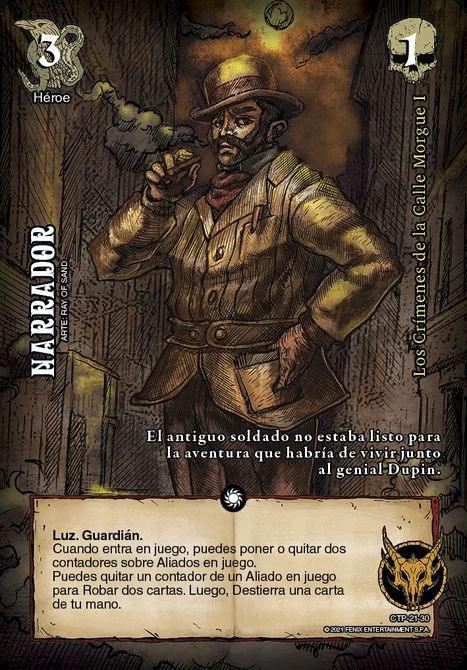 3
Héroe
1
Los Crímenes de la Calle Morgue I
NARRADOR
ARTE: RAY OF SAND
El antiguo soldado no estaba listo para
la aventura que habría de vivir junto
al genial Dupin.
Luz. Guardián.
Cuando entra en juego, puedes poner o quitar dos
contadores sobre Aliados en juego.
Puedes quitar un contador de un Aliado en juego
para Robar dos cartas. Luego, Destierra una carta
de tu mano.
CTP-21-30
© 2021 FENIX ENTERTAINMENT S.P.A.